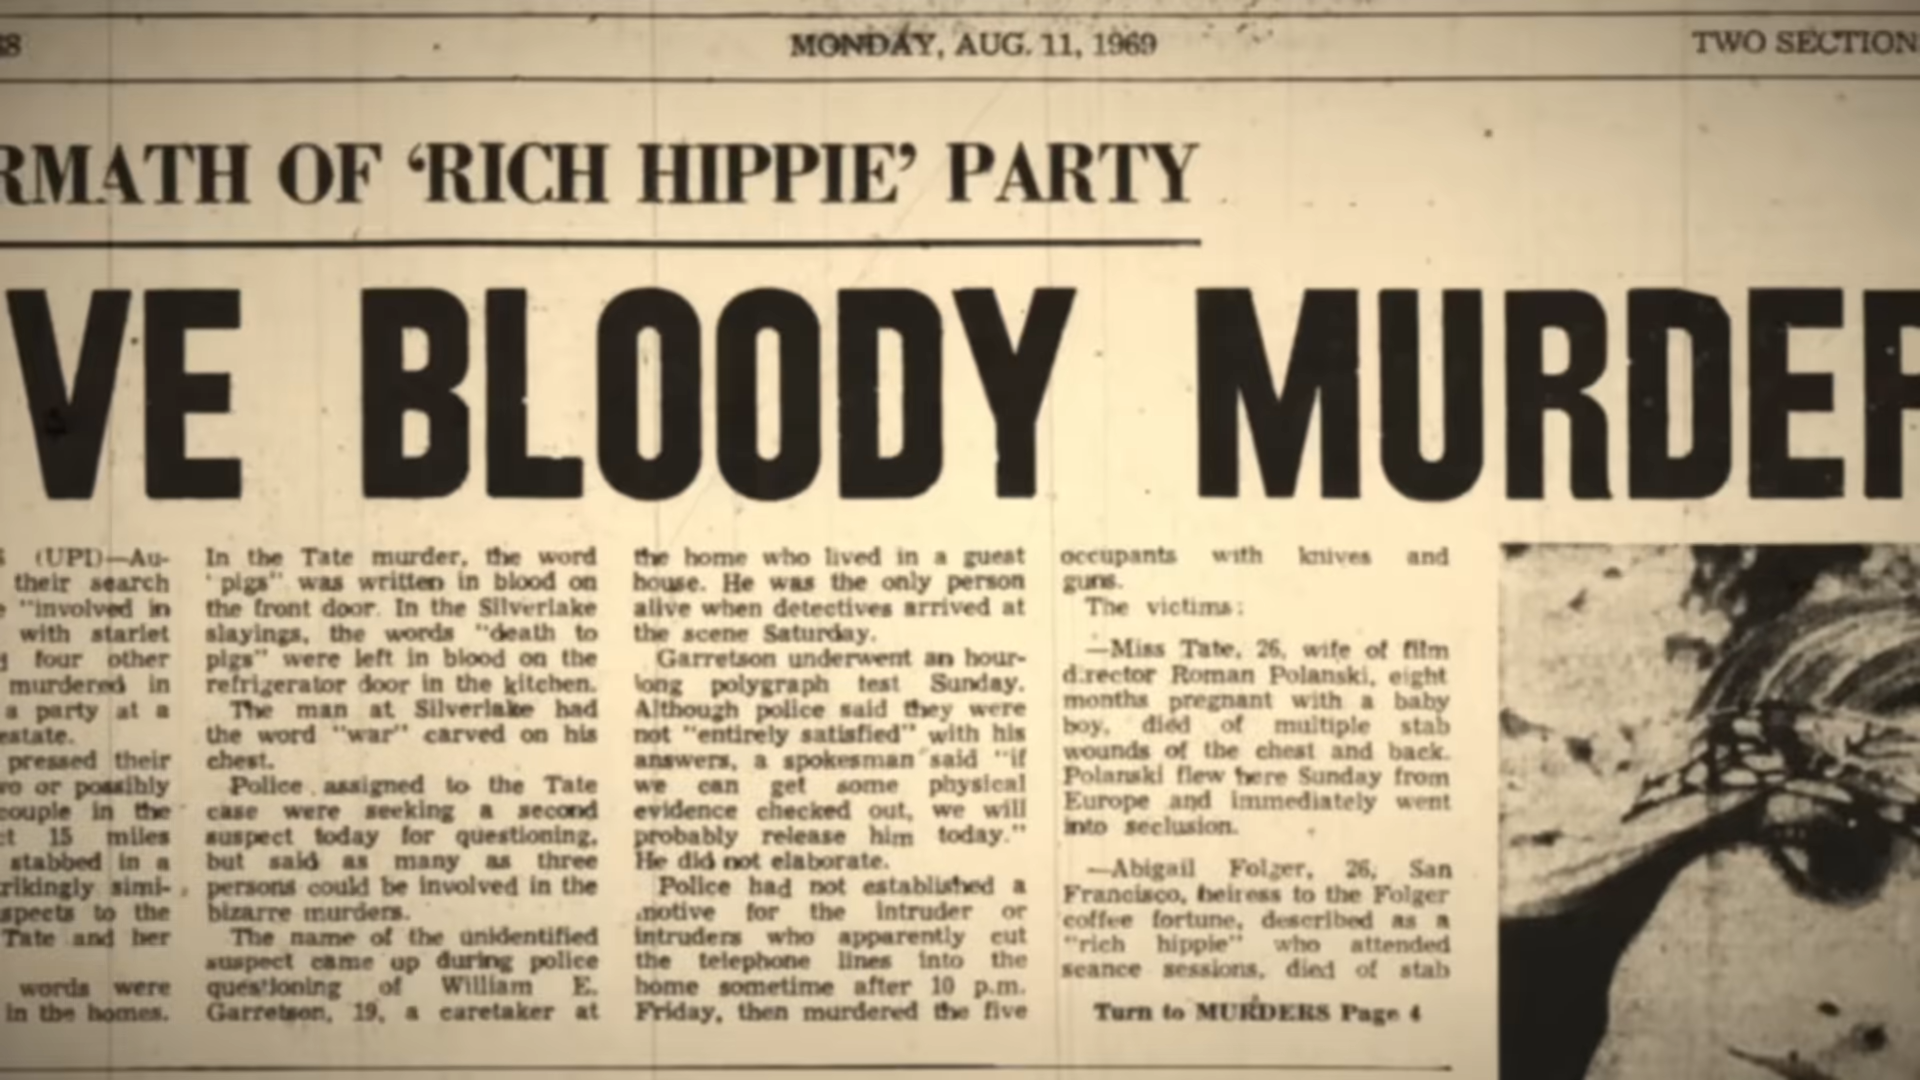 MONDAY, AUG. 11, 1969
TWO SECTION
RMATH OF ‘RICH HIPPIE’ PARTY
VE BLOODY MURDER
(UPI)—Au-
their search
"involved in
with starlet
four other
murdered in
a party at a
estate.
pressed their
or possibly
couple in the
15 miles
stabbed in a
rikingly simi-
spects to the
Tate and her
words were
in the homes.
In the Tate murder, the word
"pigs" was written in blood on
the front door. In the Silverlake
slayings, the words "death to
pigs" were left in blood on the
refrigerator door in the kitchen.
The man at Silverlake had
the word "war" carved on his
chest.
Police assigned to the Tate
case were seeking a second
suspect today for questioning,
but said as many as three
persons could be involved in the
bizarre murders.
The name of the unidentified
suspect came up during police
questioning of William E.
Garretson, 19, a caretaker at
the home who lived in a guest
house. He was the only person
alive when detectives arrived at
the scene Saturday.
Garretson underwent an hour-
long polygraph test Sunday.
Although police said they were
not "entirely satisfied" with his
answers, a spokesman said "if
we can get some physical
evidence checked out, we will
probably release him today."
He did not elaborate.
Police had not established a
motive for the intruder or
intruders who apparently cut
the telephone lines into the
home sometime after 10 p.m.
Friday, then murdered the five
occupants with knives and
guns.
The victims:
—Miss Tate, 26, wife of film
director Roman Polanski, eight
months pregnant with a baby
boy, died of multiple stab
wounds of the chest and back.
Polanski flew here Sunday from
Europe and immediately went
into seclusion.
—Abigail Folger, 26, San
Francisco, heiress to the Folger
coffee fortune, described as a
"rich hippie" who attended
seance sessions, died of stab
Turn to MURDERS Page 4